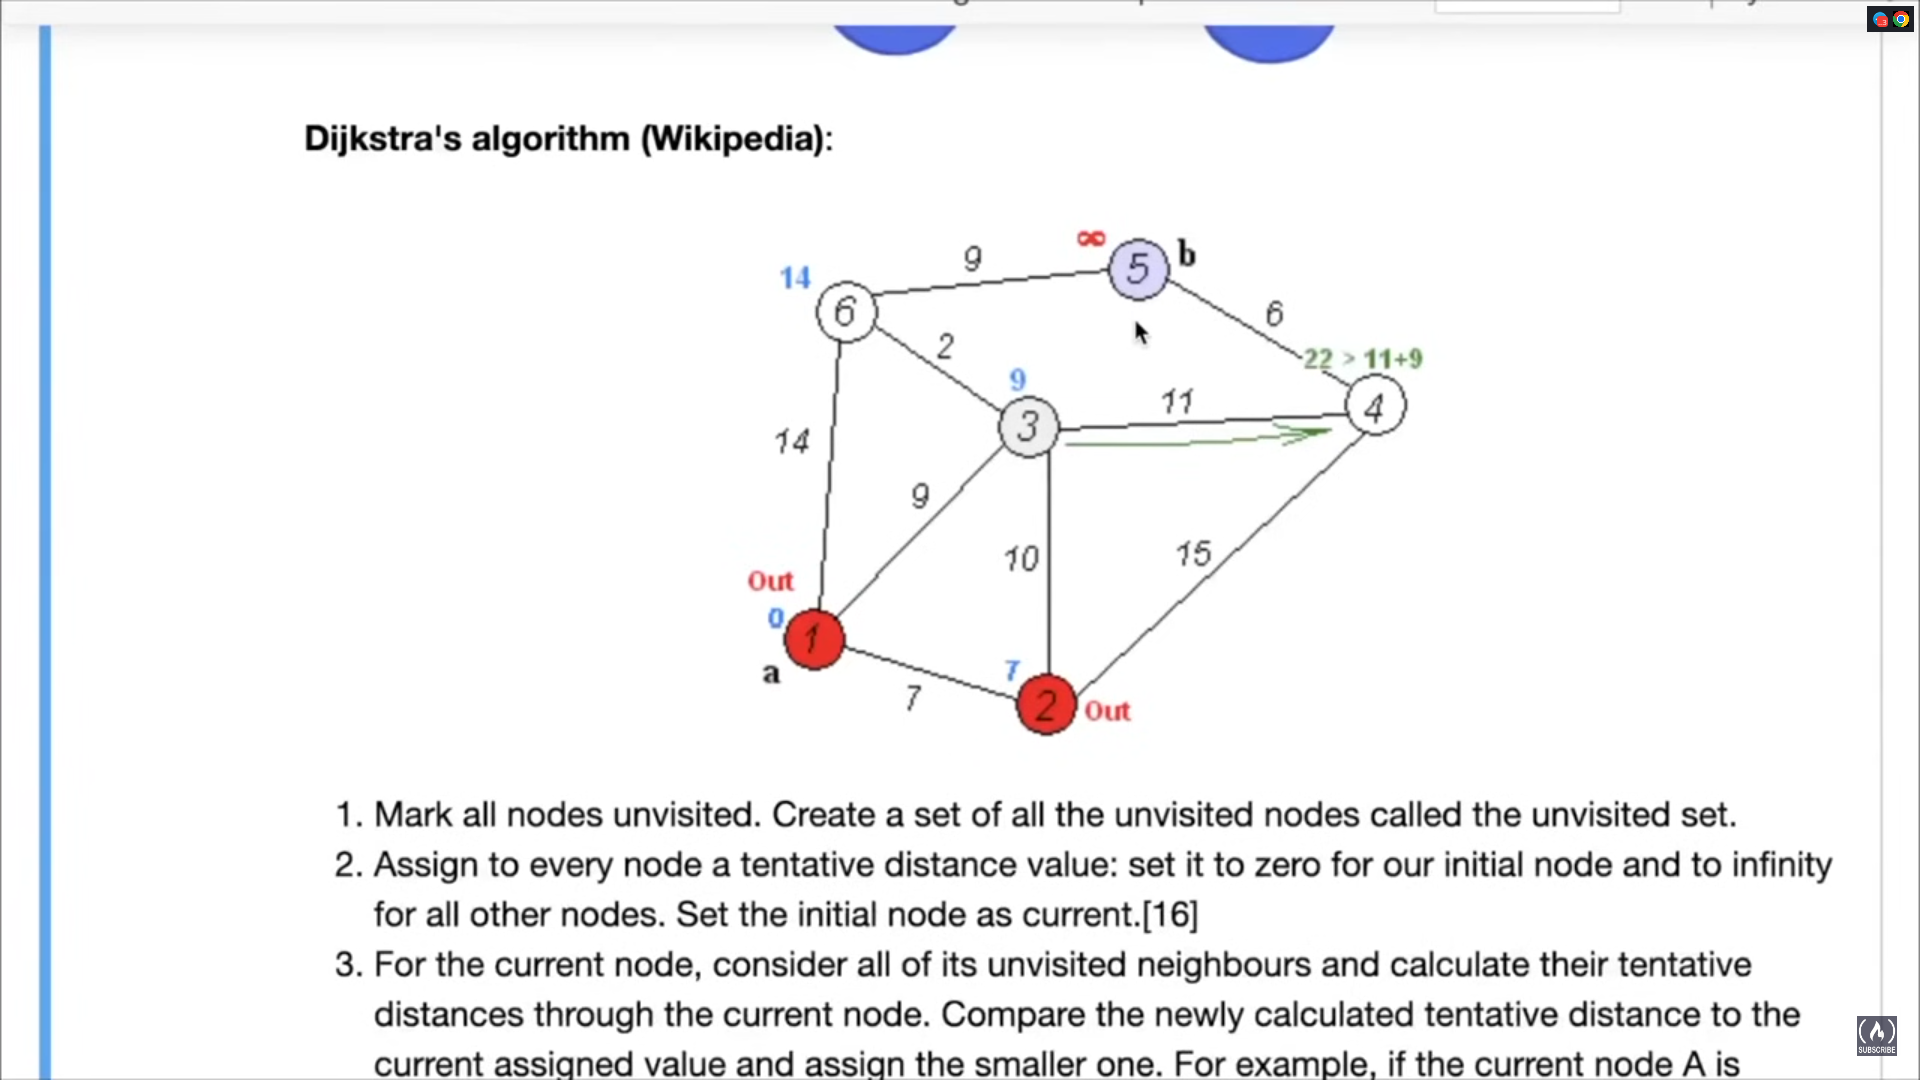 Dijkstra's algorithm (Wikipedia):
∞
5
b
9
14
6
6
2
22 > 11+9
9
11
4
3
14
9
10
15
Out
0
1
7
a
2
Out
7
1. Mark all nodes unvisited. Create a set of all the unvisited nodes called the unvisited set.
2. Assign to every node a tentative distance value: set it to zero for our initial node and to infinity
for all other nodes. Set the initial node as current.[16]
3. For the current node, consider all of its unvisited neighbours and calculate their tentative
distances through the current node. Compare the newly calculated tentative distance to the
current assigned value and assign the smaller one. For example, if the current node A is
SUBSCRIBE